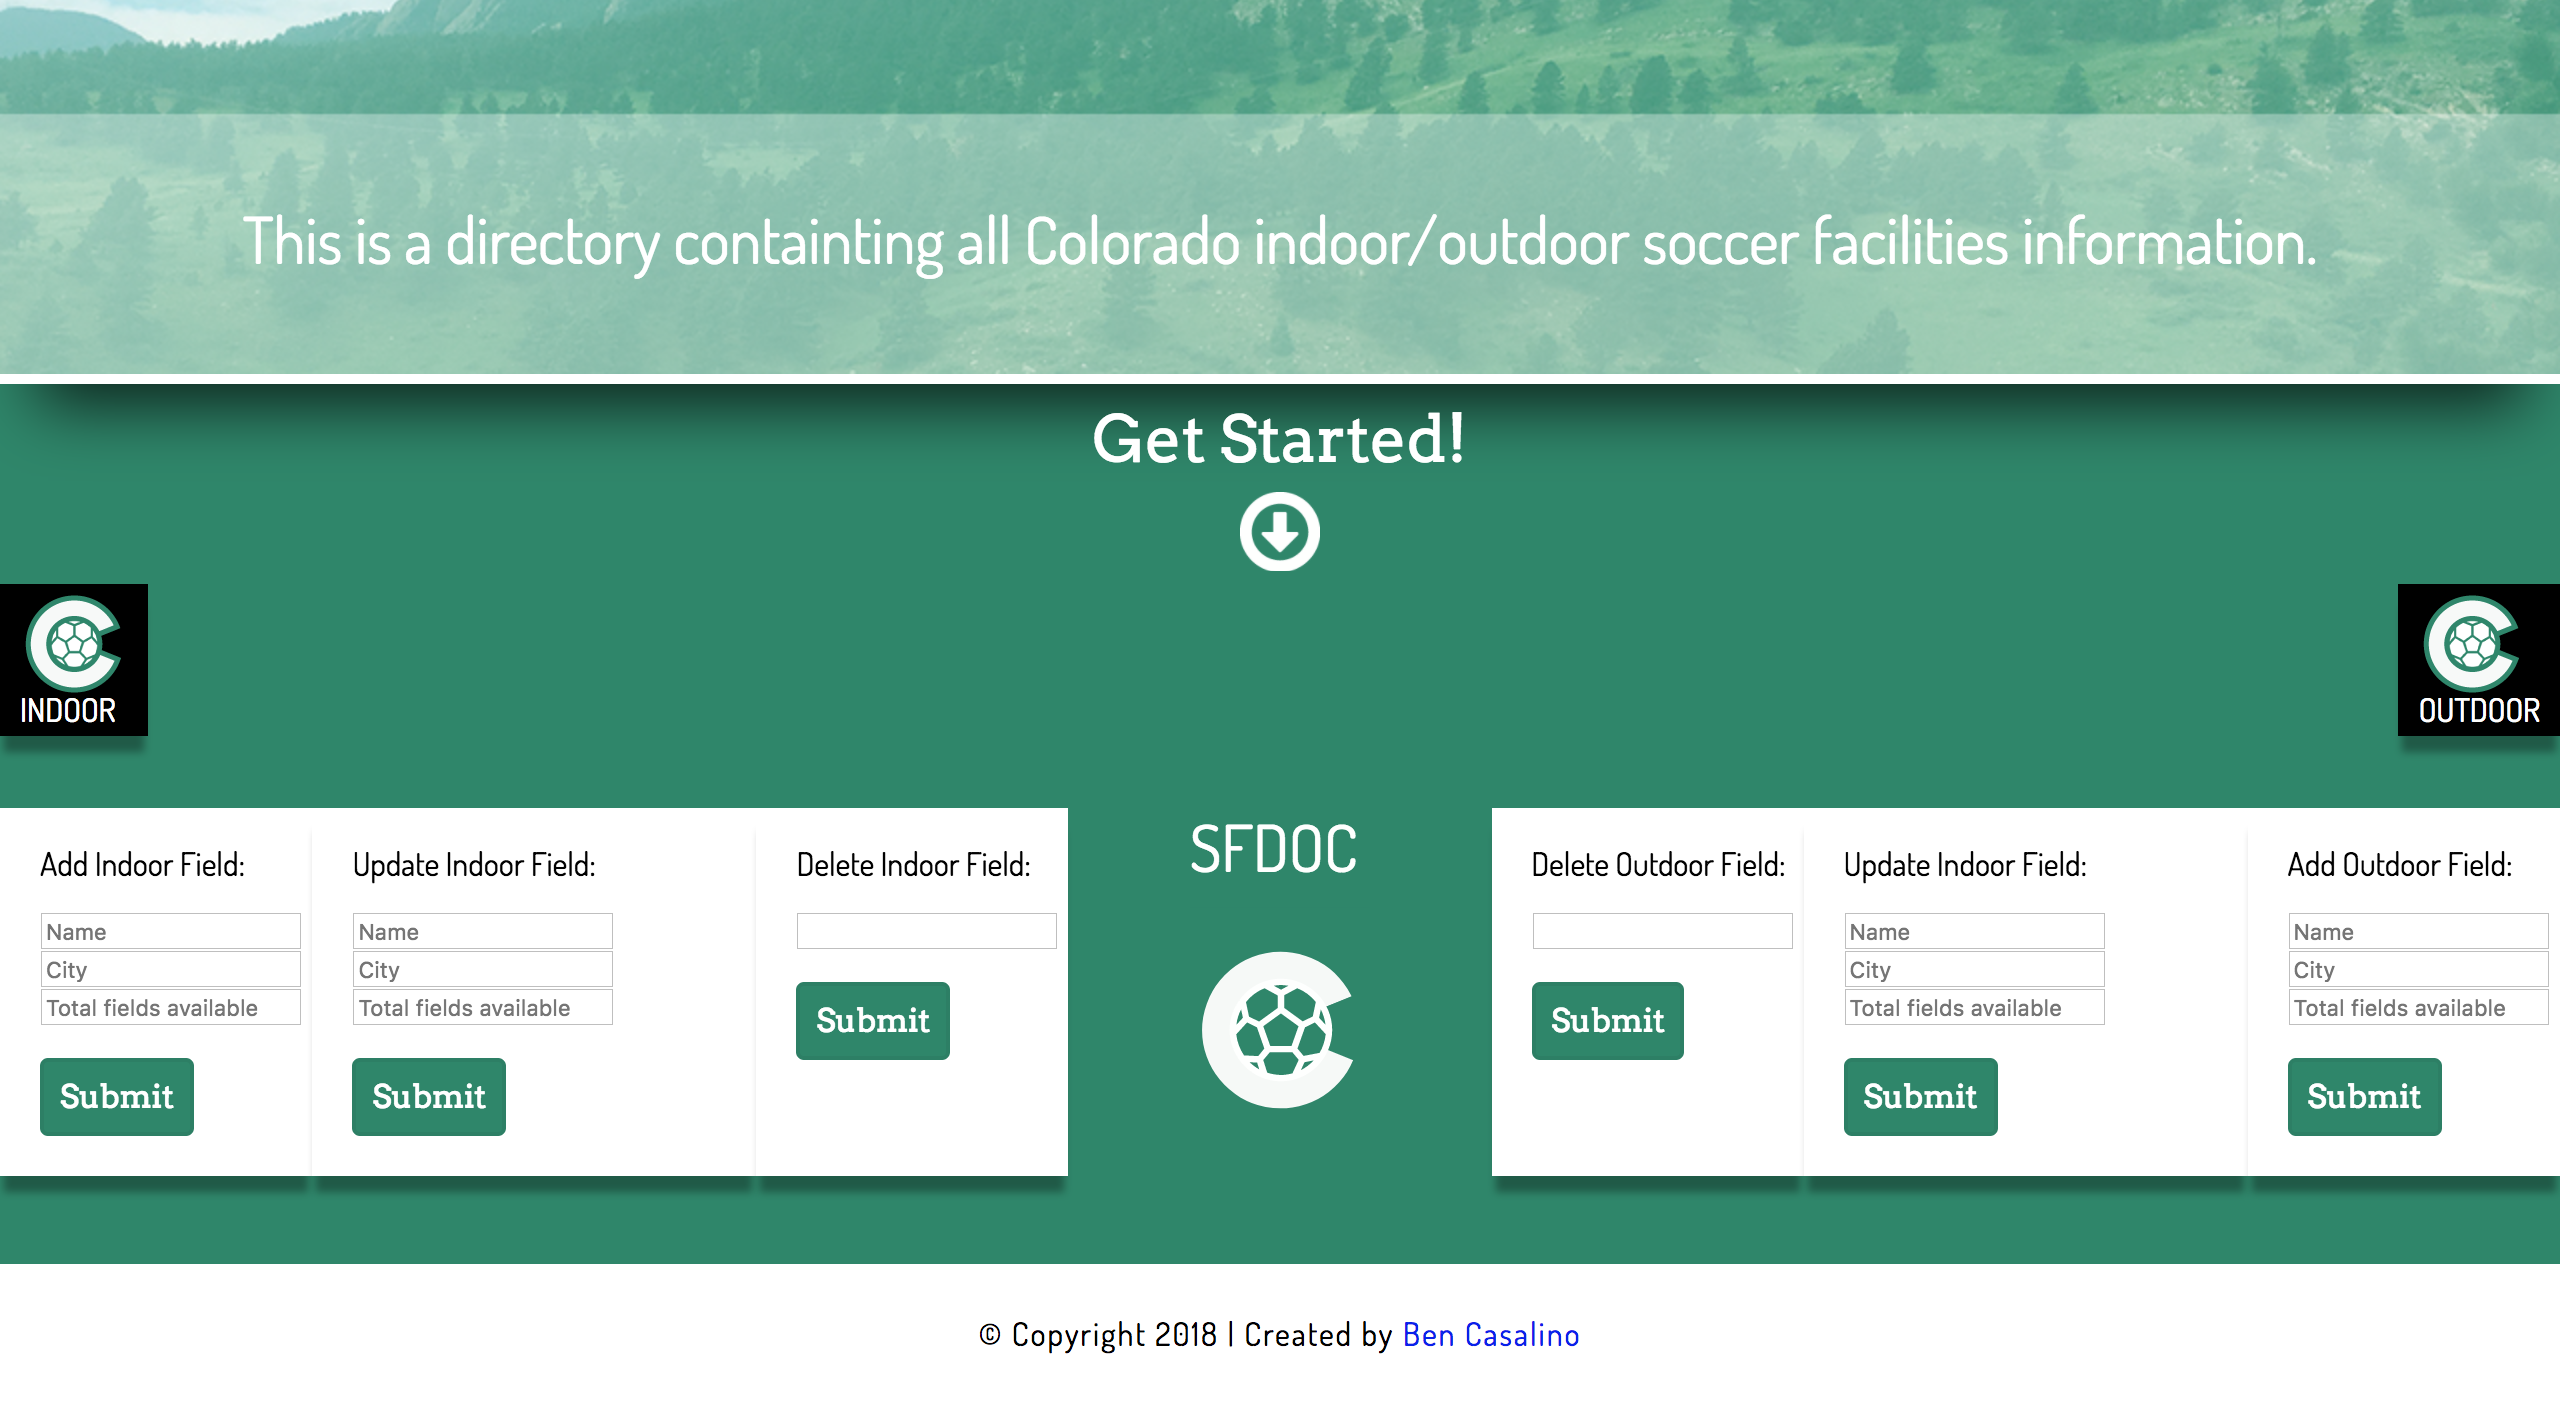 This is a directory containting all Colorado indoor/outdoor soccer facilities information.
Get Started!
INDOOR
OUTDOOR
Add Indoor Field:
Name
City
Total fields available
Submit
Update Indoor Field:
Name
City
Total fields available
Submit
Delete Indoor Field:
Submit
SFDOC
Delete Outdoor Field:
Submit
Update Indoor Field:
Name
City
Total fields available
Submit
Add Outdoor Field:
Name
City
Total fields available
Submit
© Copyright 2018 | Created by Ben Casalino